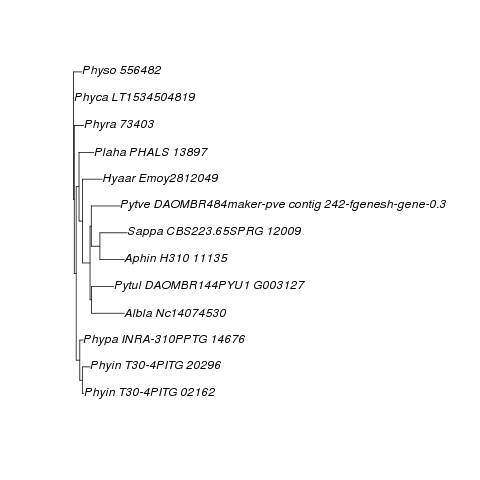 Physo 556482
Phyca LT1534504819
Phyra 73403
Plaha PHALS 13897
Hyaar Emoy2812049
Pytve DAOMBR484maker-pve contig 242-fgenesh-gene-0.3
Sappa CBS223.65SPRG 12009
Aphin H310 11135
Pytul DAOMBR144PYU1 G003127
Albla Nc14074530
Phypa INRA-310PPTG 14676
Phyin T30-4PITG 20296
Phyin T30-4PITG 02162